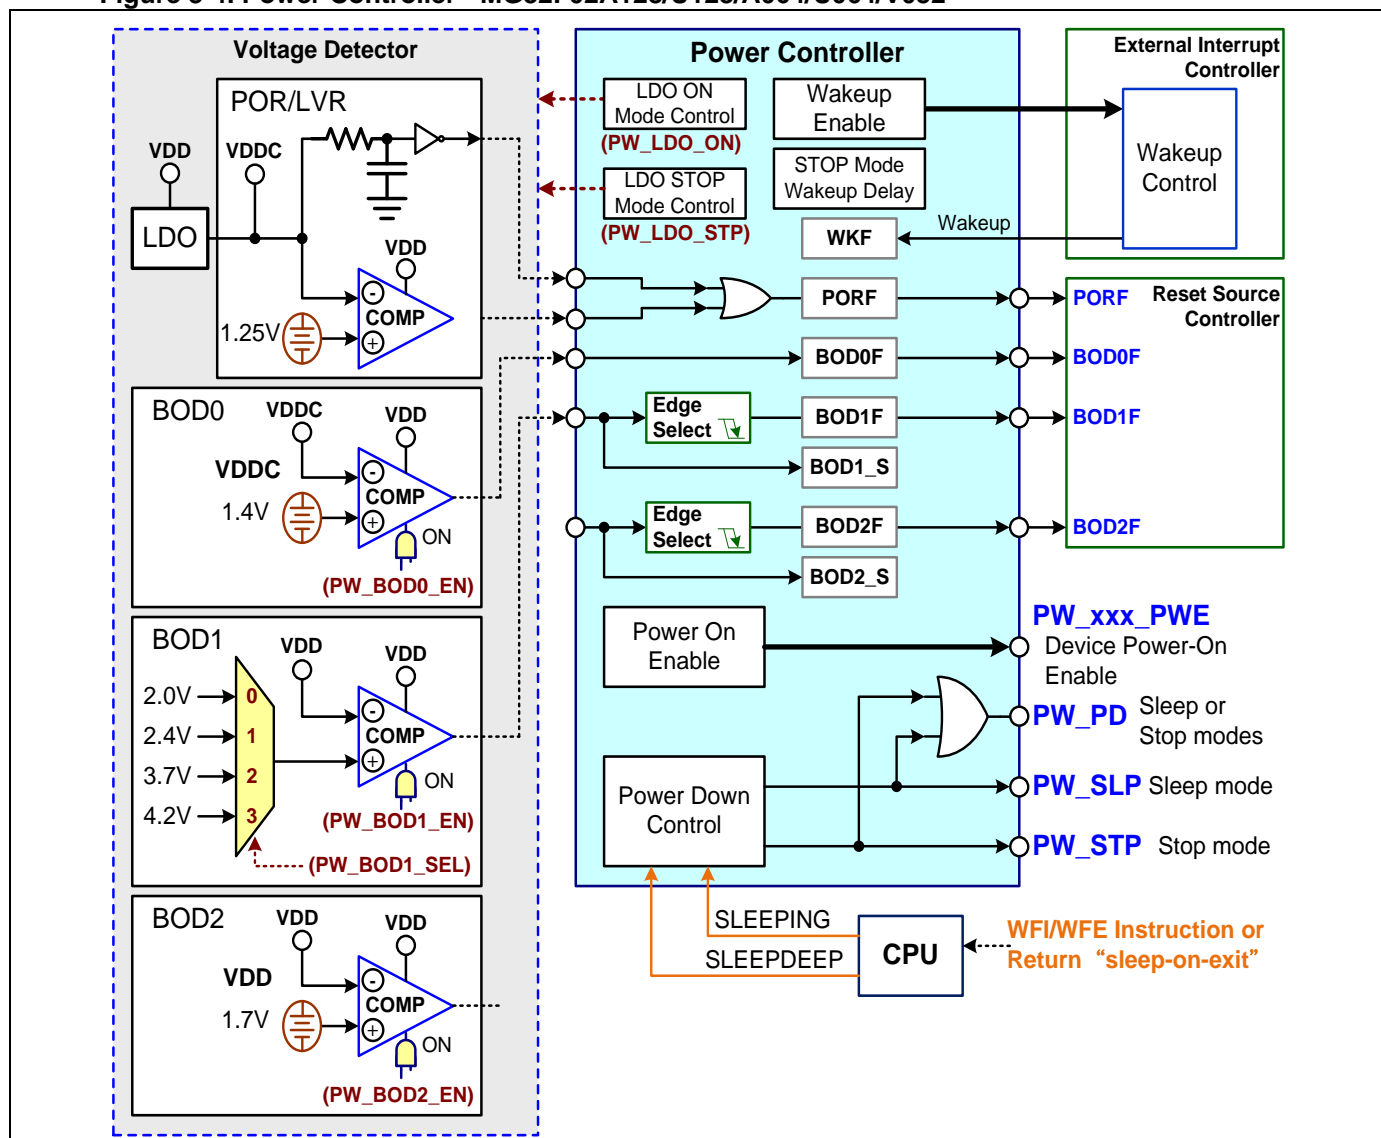 Voltage Detector
POR/LVR
VDD
VDDC
LDO
VDD
COMP
1.25V
BOD0
VDDC
VDD
VDDC
COMP
1.4V
ON
(PW_BOD0_EN)
BOD1
VDD
VDD
2.0V
0
2.4V
1
COMP
3.7V
2
ON
4.2V
3
(PW_BOD1_EN)
(PW_BOD1_SEL)
BOD2
VDD
VDD
VDD
COMP
1.7V
ON
(PW_BOD2_EN)
Power Controller
LDO ON
Mode Control
(PW_LDO_ON)
LDO STOP
Mode Control
(PW_LDO_STP)
Wakeup
Enable
STOP Mode
Wakeup Delay
WKF
Wakeup
PORF
BOD0F
Edge
Select
BOD1F
BOD1_S
Edge
Select
BOD2F
BOD2_S
Power On
Enable
Power Down
Control
External Interrupt
Controller
Wakeup
Control
Reset Source
Controller
PORF
BOD0F
BOD1F
BOD2F
PW_xxx_PWE
Device Power-On
Enable
PW_PD Sleep or
Stop modes
PW_SLP Sleep mode
PW_STP Stop mode
SLEEPING
SLEEPDEEP
CPU
WFI/WFE Instruction or
Return “sleep-on-exit”